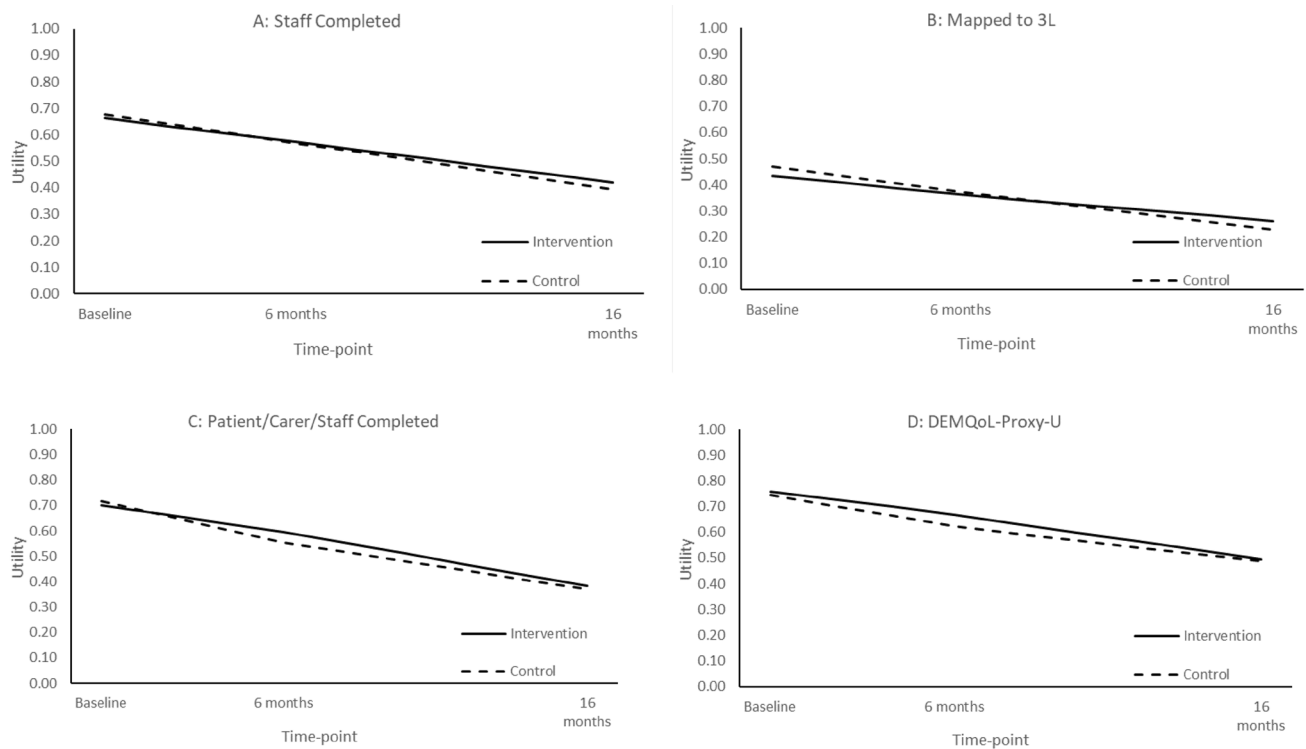 A: Staff Completed
1.00
0.90
0.80
0.70
0.60
0.50
0.40
0.30
0.20
0.10
0.00
Utility
Intervention
Control
Baseline
6 months
16
months
Time-point
B: Mapped to 3L
1.00
0.90
0.80
0.70
0.60
0.50
0.40
0.30
0.20
0.10
0.00
Utility
Intervention
Control
Baseline
6 months
16
months
Time-point
C: Patient/Carer/Staff Completed
1.00
0.90
0.80
0.70
0.60
0.50
0.40
0.30
0.20
0.10
0.00
Utility
Intervention
Control
Baseline
6 months
16
months
Time-point
D: DEMQoL-Proxy-U
1.00
0.90
0.80
0.70
0.60
0.50
0.40
0.30
0.20
0.10
0.00
Utility
Intervention
Control
Baseline
6 months
16
months
Time-point